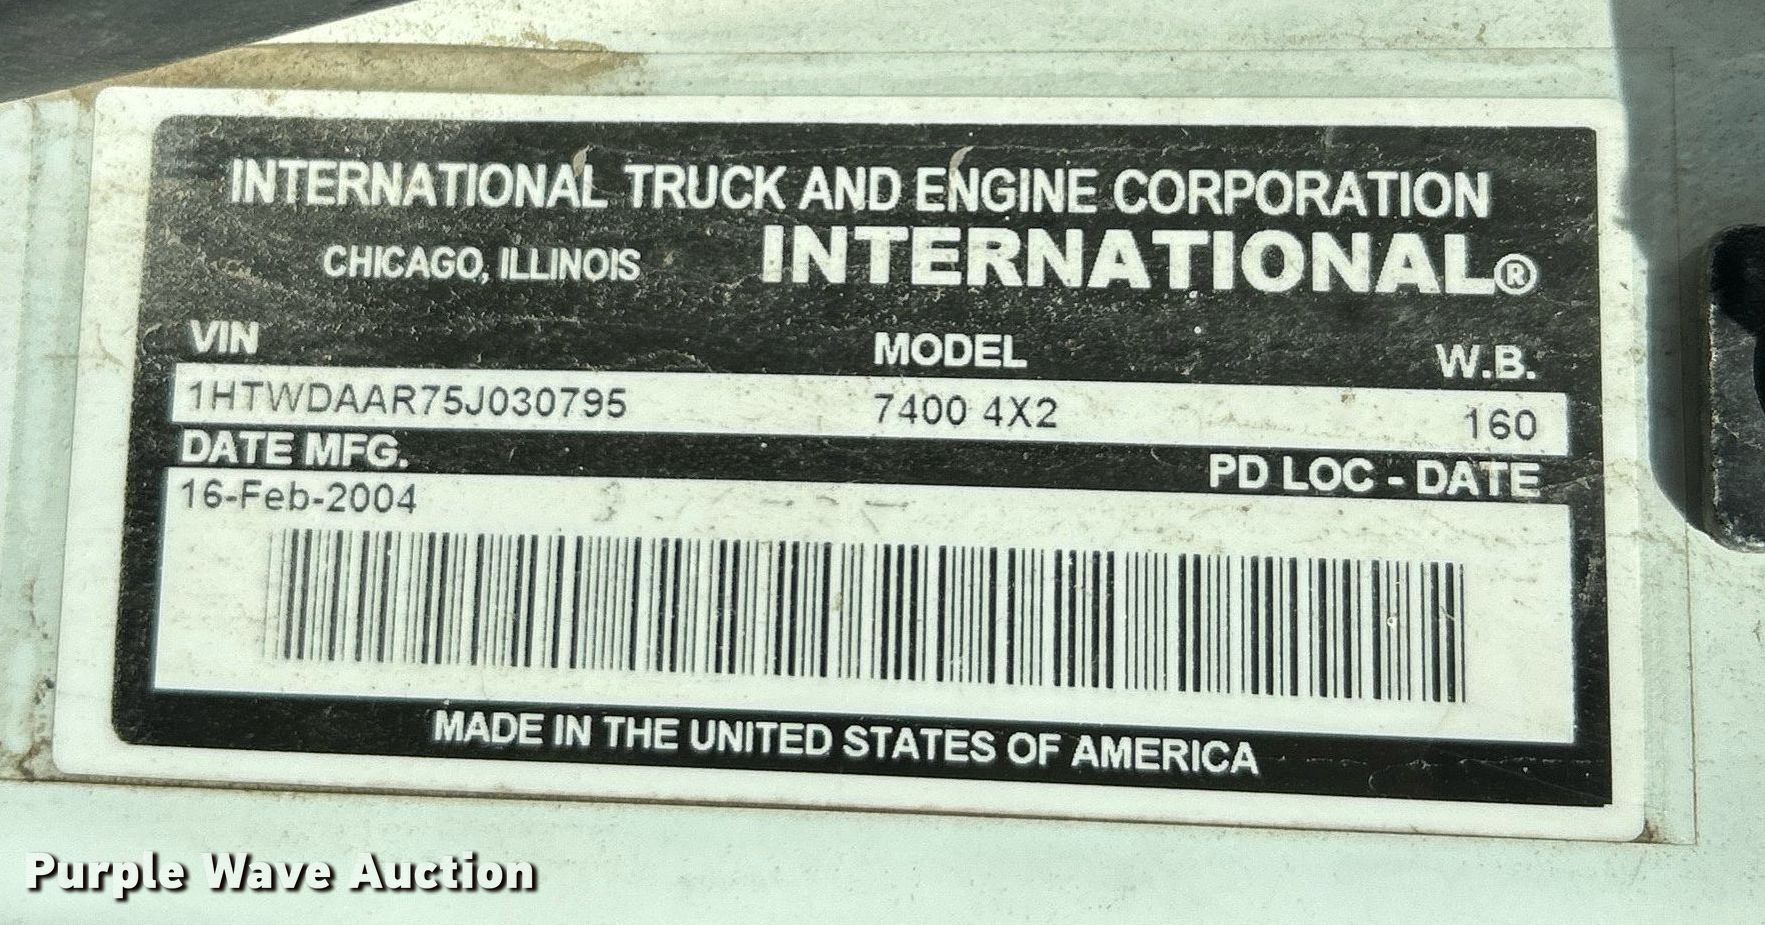 INTERNATIONAL TRUCK AND ENGINE CORPORATION
CHICAGO, ILLINOIS INTERNATIONAL®
VIN MODEL W.B.
1HTWDAAR75J030795 7400 4X2 160
DATE MFG. PD LOC - DATE
16-Feb-2004
MADE IN THE UNITED STATES OF AMERICA
Purple Wave Auction